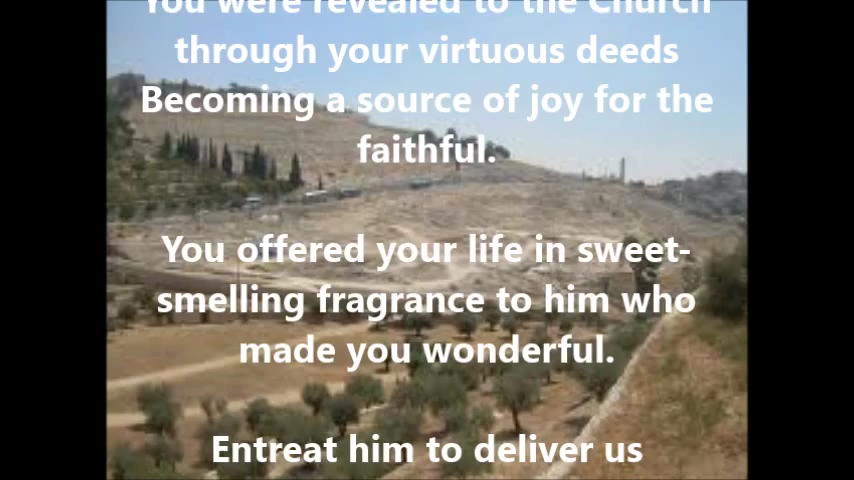 You were revealed to the Church
through your virtuous deeds
Becoming a source of joy for the
faithful.
You offered your life in sweet-
smelling fragrance to him who
made you wonderful.
Entreat him to deliver us